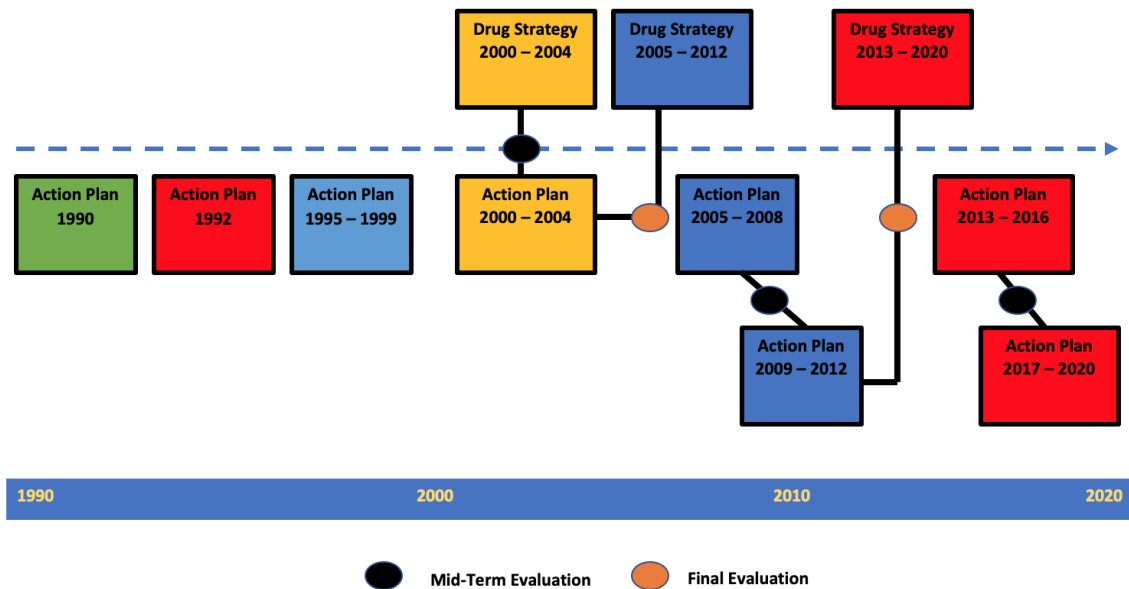 Drug Strategy
2000 – 2004
Drug Strategy
2005 – 2012
Drug Strategy
2013 – 2020
Action Plan
1990
Action Plan
1992
Action Plan
1995 – 1999
Action Plan
2000 – 2004
Action Plan
2005 – 2008
Action Plan
2013 – 2016
Action Plan
2009 – 2012
Action Plan
2017 – 2020
1990
2000
2010
2020
Mid-Term Evaluation
Final Evaluation